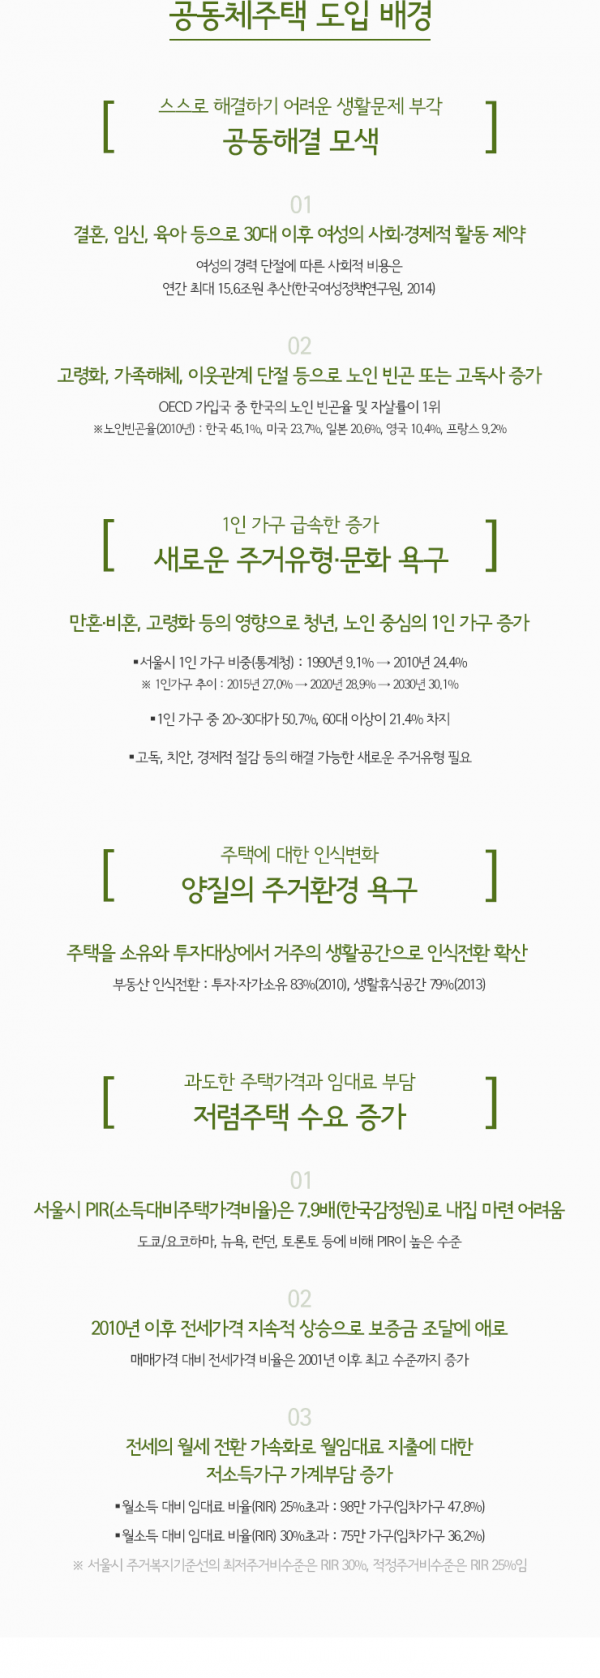 공동체주택 도입 배경
스스로 해결하기 어려운 생활문제 부각
공동해결 모색
01
결혼, 임신, 육아 등으로 30대 이후 여성의 사회·경제적 활동 제약
여성의 경력 단절에 따른 사회적 비용은
연간 최대 15.6조원 추산(한국여성정책연구원, 2014)
02
고령화, 가족해체, 이웃관계 단절 등으로 노인 빈곤 또는 고독사 증가
OECD 가입국 중 한국의 노인 빈곤율 및 자살률이 1위
※노인빈곤율(2010년) : 한국 45.1%, 미국 23.7%, 일본 20.6%, 영국 10.4%, 프랑스 9.2%
1인 가구 급속한 증가
새로운 주거유형·문화 욕구
만혼·비혼, 고령화 등의 영향으로 청년, 노인 중심의 1인 가구 증가
▪서울시 1인 가구 비중(통계청) : 1990년 9.1% → 2010년 24.4%
※ 1인가구 추이 : 2015년 27.0% → 2020년 28.9% → 2030년 30.1%
▪1인 가구 중 20~30대가 50.7%, 60대 이상이 21.4% 차지
▪고독, 치안, 경제적 절감 등의 해결 가능한 새로운 주거유형 필요
주택에 대한 인식변화
양질의 주거환경 욕구
주택을 소유와 투자대상에서 거주의 생활공간으로 인식전환 확산
부동산 인식전환 : 투자·자가소유 83%(2010), 생활휴식공간 79%(2013)
과도한 주택가격과 임대료 부담
저렴주택 수요 증가
01
서울시 PIR(소득대비주택가격비율)은 7.9배(한국감정원)로 내집 마련 어려움
도쿄/요코하마, 뉴욕, 런던, 토론토 등에 비해 PIR이 높은 수준
02
2010년 이후 전세가격 지속적 상승으로 보증금 조달에 애로
매매가격 대비 전세가격 비율은 2001년 이후 최고 수준까지 증가
03
전세의 월세 전환 가속화로 월임대료 지출에 대한
저소득가구 가계부담 증가
▪월소득 대비 임대료 비율(RIR) 25%초과 : 98만 가구(임차가구 47.8%)
▪월소득 대비 임대료 비율(RIR) 30%초과 : 75만 가구(임차가구 36.2%)
※ 서울시 주거복지기준선의 최저주거비수준은 RIR 30%, 적정주거비수준은 RIR 25%임